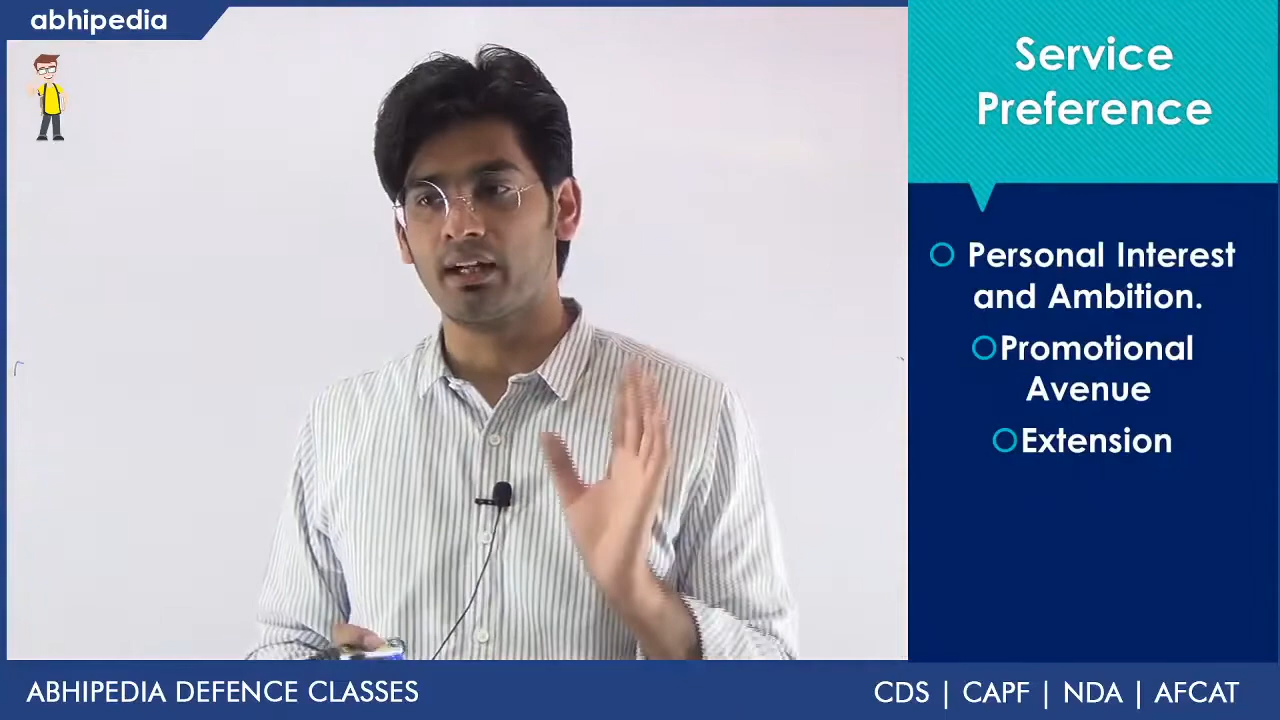 abhipedia
Service
Preference
Personal Interest
and Ambition.
Promotional
Avenue
Extension
ABHIPEDIA DEFENCE CLASSES
CDS | CAPF | NDA | AFCAT